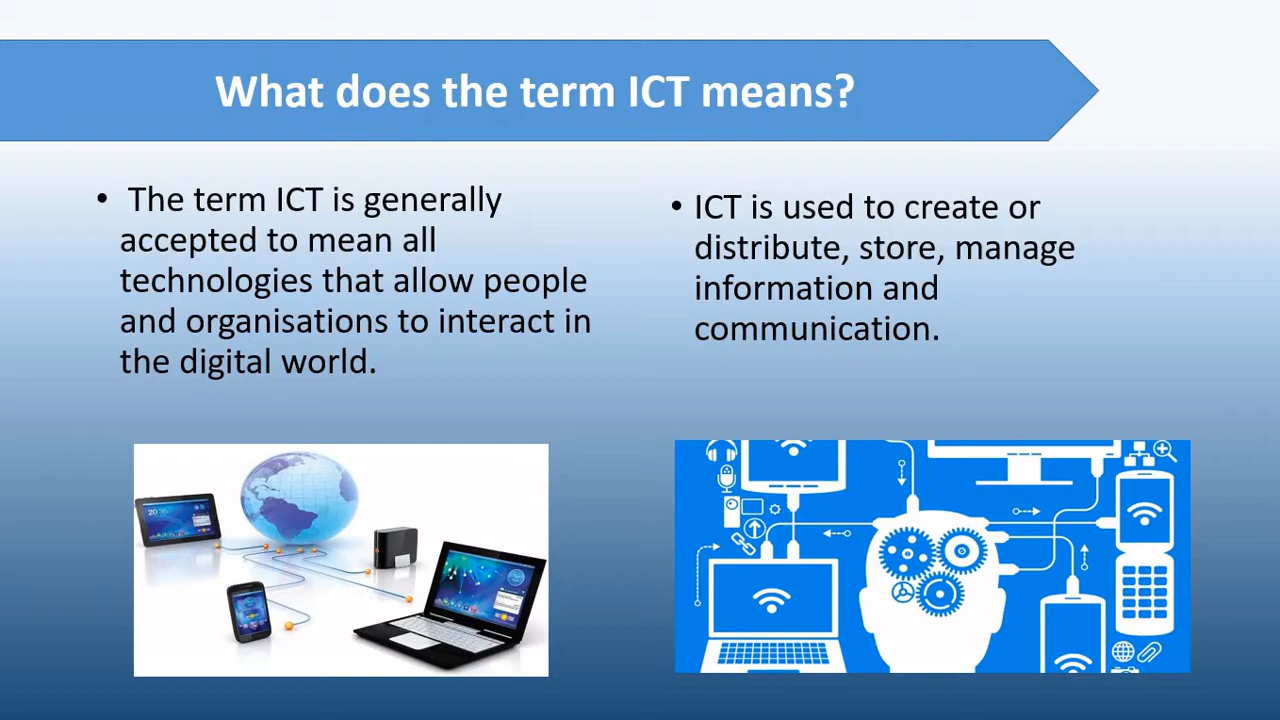 What does the term ICT means?
• The term ICT is generally
accepted to mean all
technologies that allow people
and organisations to interact in
the digital world.
• ICT is used to create or
distribute, store, manage
information and
communication.